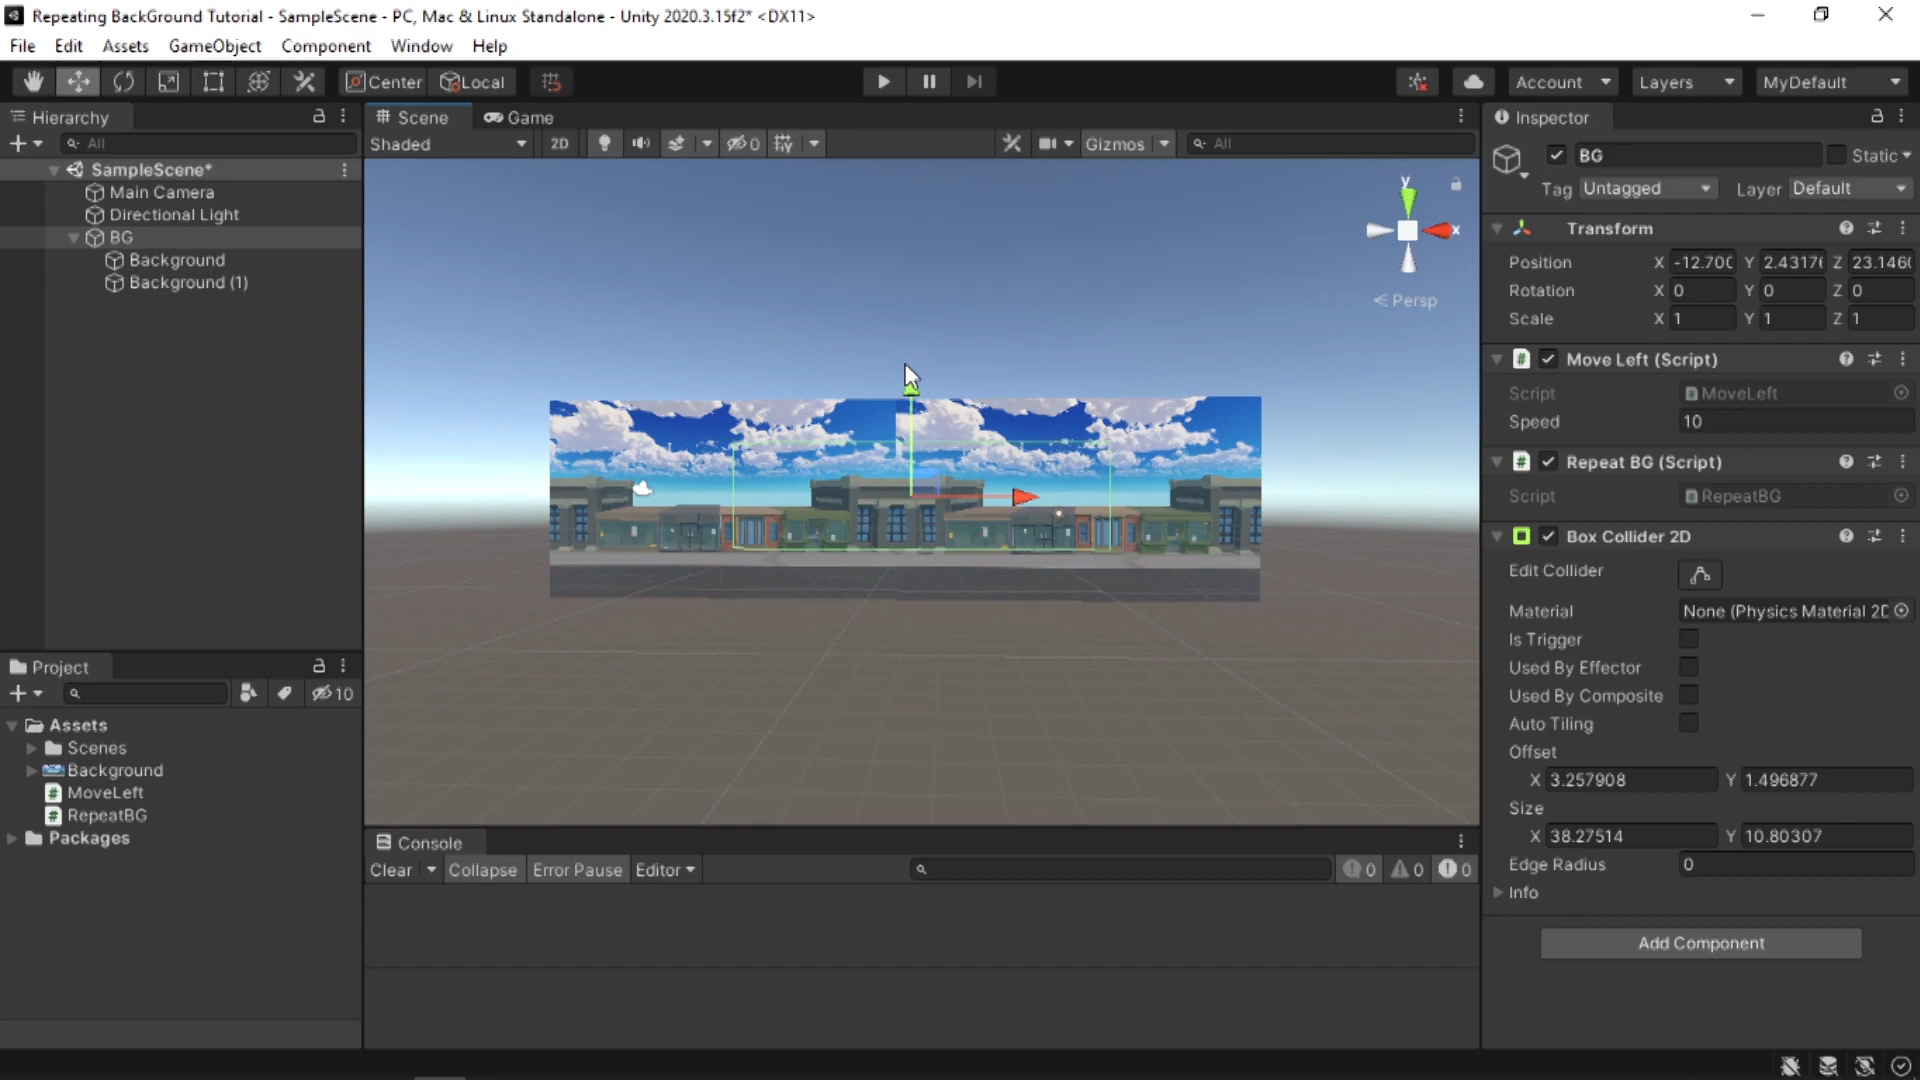 Repeating BackGround Tutorial - SampleScene - PC, Mac & Linux Standalone - Unity 2020.3.15f2* <DX11>
File Edit Assets GameObject Component Window Help
Center Local Account Layers MyDefault
Hierarchy
All
SampleScene*
Main Camera
Directional Light
BG
Background
Background (1)
Project
10
Assets
Scenes
Background
MoveLeft
RepeatBG
Packages
Scene Game
Shaded 2D 0 Gizmos All
y
x
Persp
Console
Clear Collapse Error Pause Editor 0 0 0
Inspector
BG Static
Tag Untagged Layer Default
Transform
Position X -12.700 Y 2.4317 Z 23.146
Rotation X 0 Y 0 Z 0
Scale X 1 Y 1 Z 1
# Move Left (Script)
Script MoveLeft
Speed 10
# Repeat BG (Script)
Script RepeatBG
Box Collider 2D
Edit Collider
Material None (Physics Material 2D
Is Trigger
Used By Effector
Used By Composite
Auto Tiling
Offset
X 3.257908 Y 1.496877
Size
X 38.27514 Y 10.80307
Edge Radius 0
Info
Add Component